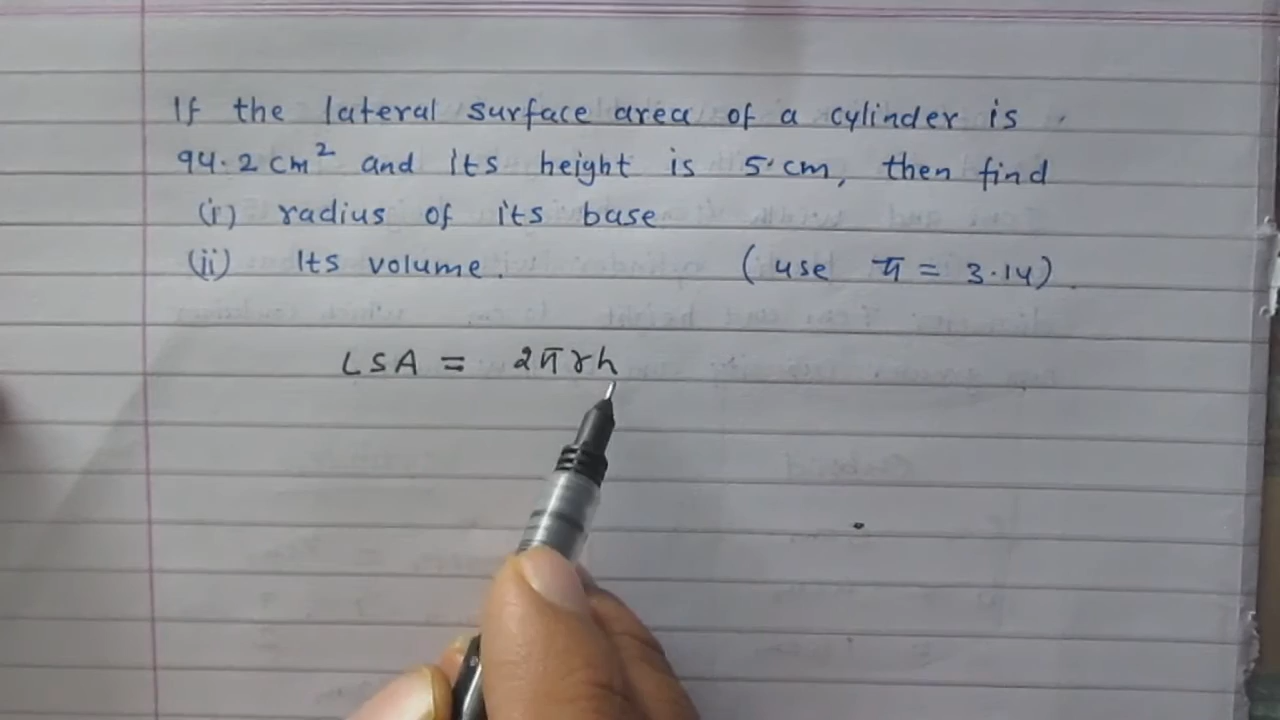 If the lateral surface area of a cylinder is
94.2 cm² and its height is 5 cm, then find
(i) radius of its base
(ii) Its volume. (use π = 3.14).
LSA = 2πrh